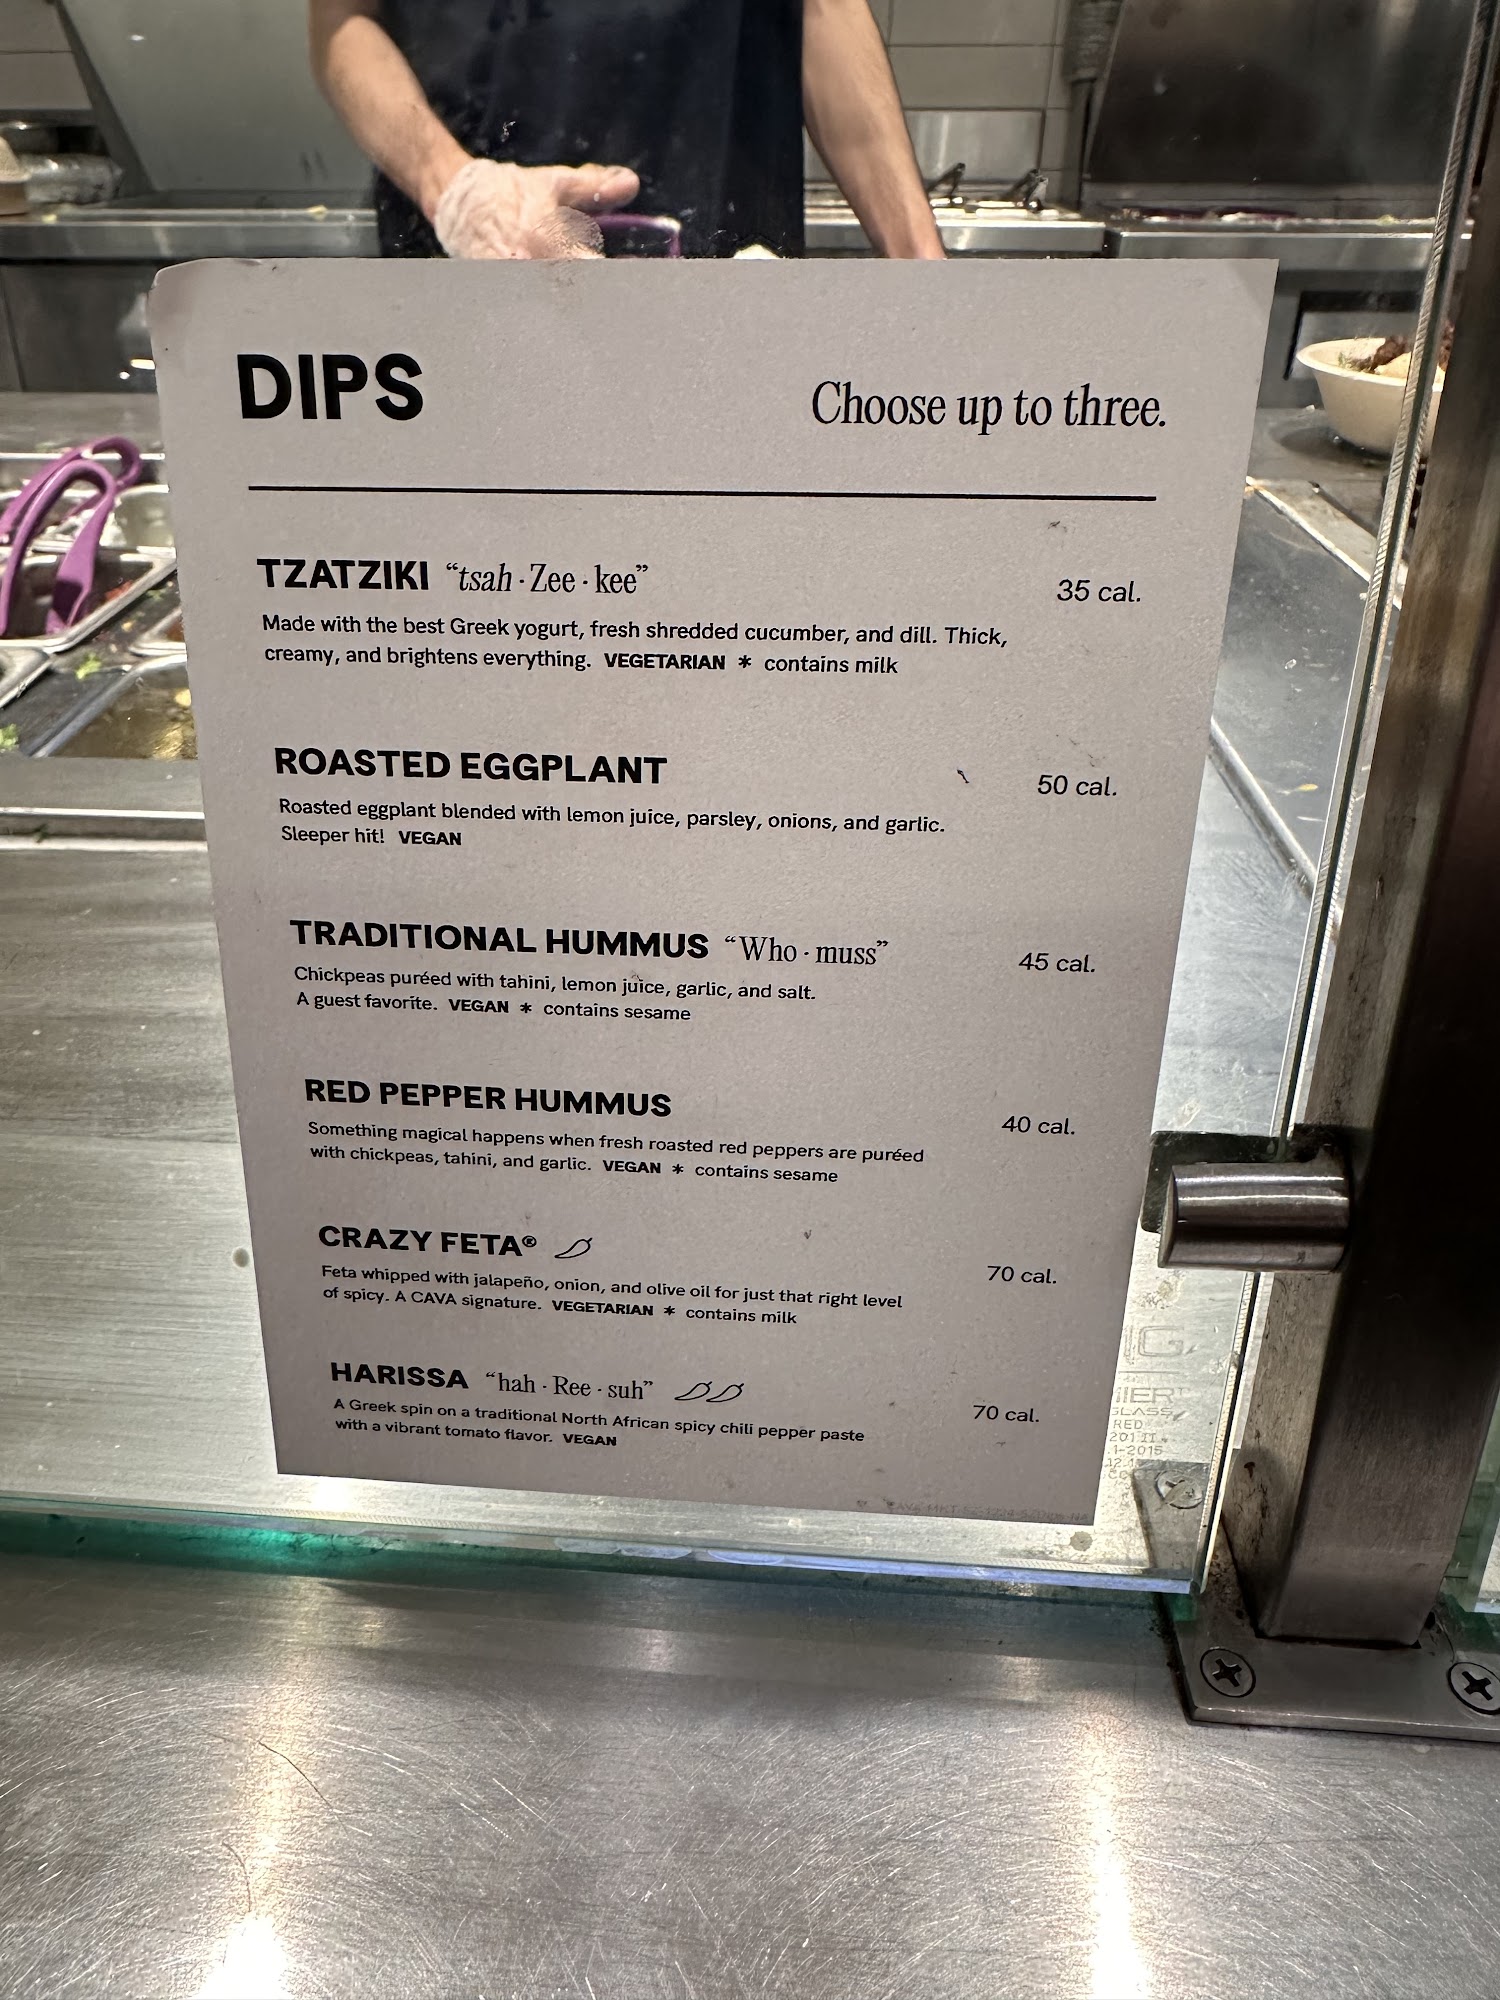 DIPS
Choose up to three.
TZATZIKI “tsah · Zee · kee”
35 cal.
Made with the best Greek yogurt, fresh shredded cucumber, and dill. Thick,
creamy, and brightens everything. VEGETARIAN * contains milk
ROASTED EGGPLANT
50 cal.
Roasted eggplant blended with lemon juice, parsley, onions, and garlic.
Sleeper hit! VEGAN
TRADITIONAL HUMMUS “Who · muss”
45 cal.
Chickpeas puréed with tahini, lemon juice, garlic, and salt.
A guest favorite. VEGAN * contains sesame
RED PEPPER HUMMUS
40 cal.
Something magical happens when fresh roasted red peppers are puréed
with chickpeas, tahini, and garlic. VEGAN * contains sesame
CRAZY FETA®
70 cal.
Feta whipped with jalapeño, onion, and olive oil for just that right level
of spicy. A CAVA signature. VEGETARIAN * contains milk
HARISSA “hah · Ree · suh”
70 cal.
A Greek spin on a traditional North African spicy chili pepper paste
with a vibrant tomato flavor. VEGAN